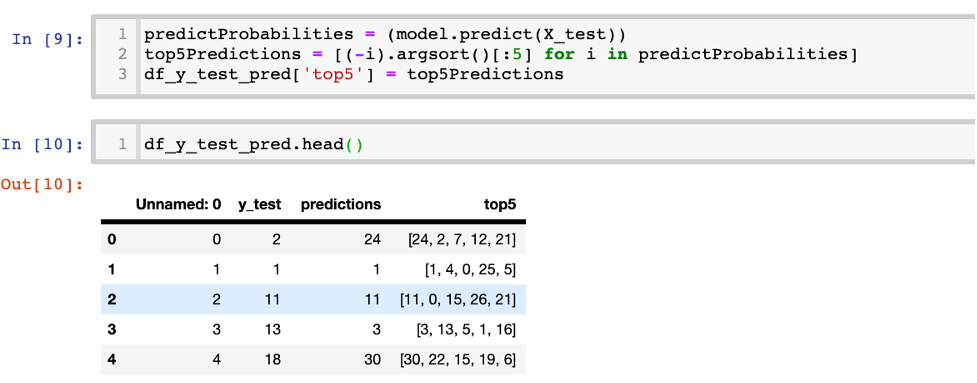 In [9]:
1 predictProbabilities = (model.predict(X_test))
2 top5Predictions = [(-i).argsort()[:5] for i in predictProbabilities]
3 df_y_test_pred['top5'] = top5Predictions
In [10]:
1 df_y_test_pred.head()
Out[10]:
Unnamed: 0 y_test predictions top5
0 0 2 24 [24, 2, 7, 12, 21]
1 1 1 1 [1, 4, 0, 25, 5]
2 2 11 11 [11, 0, 15, 26, 21]
3 3 13 3 [3, 13, 5, 1, 16]
4 4 18 30 [30, 22, 15, 19, 6]